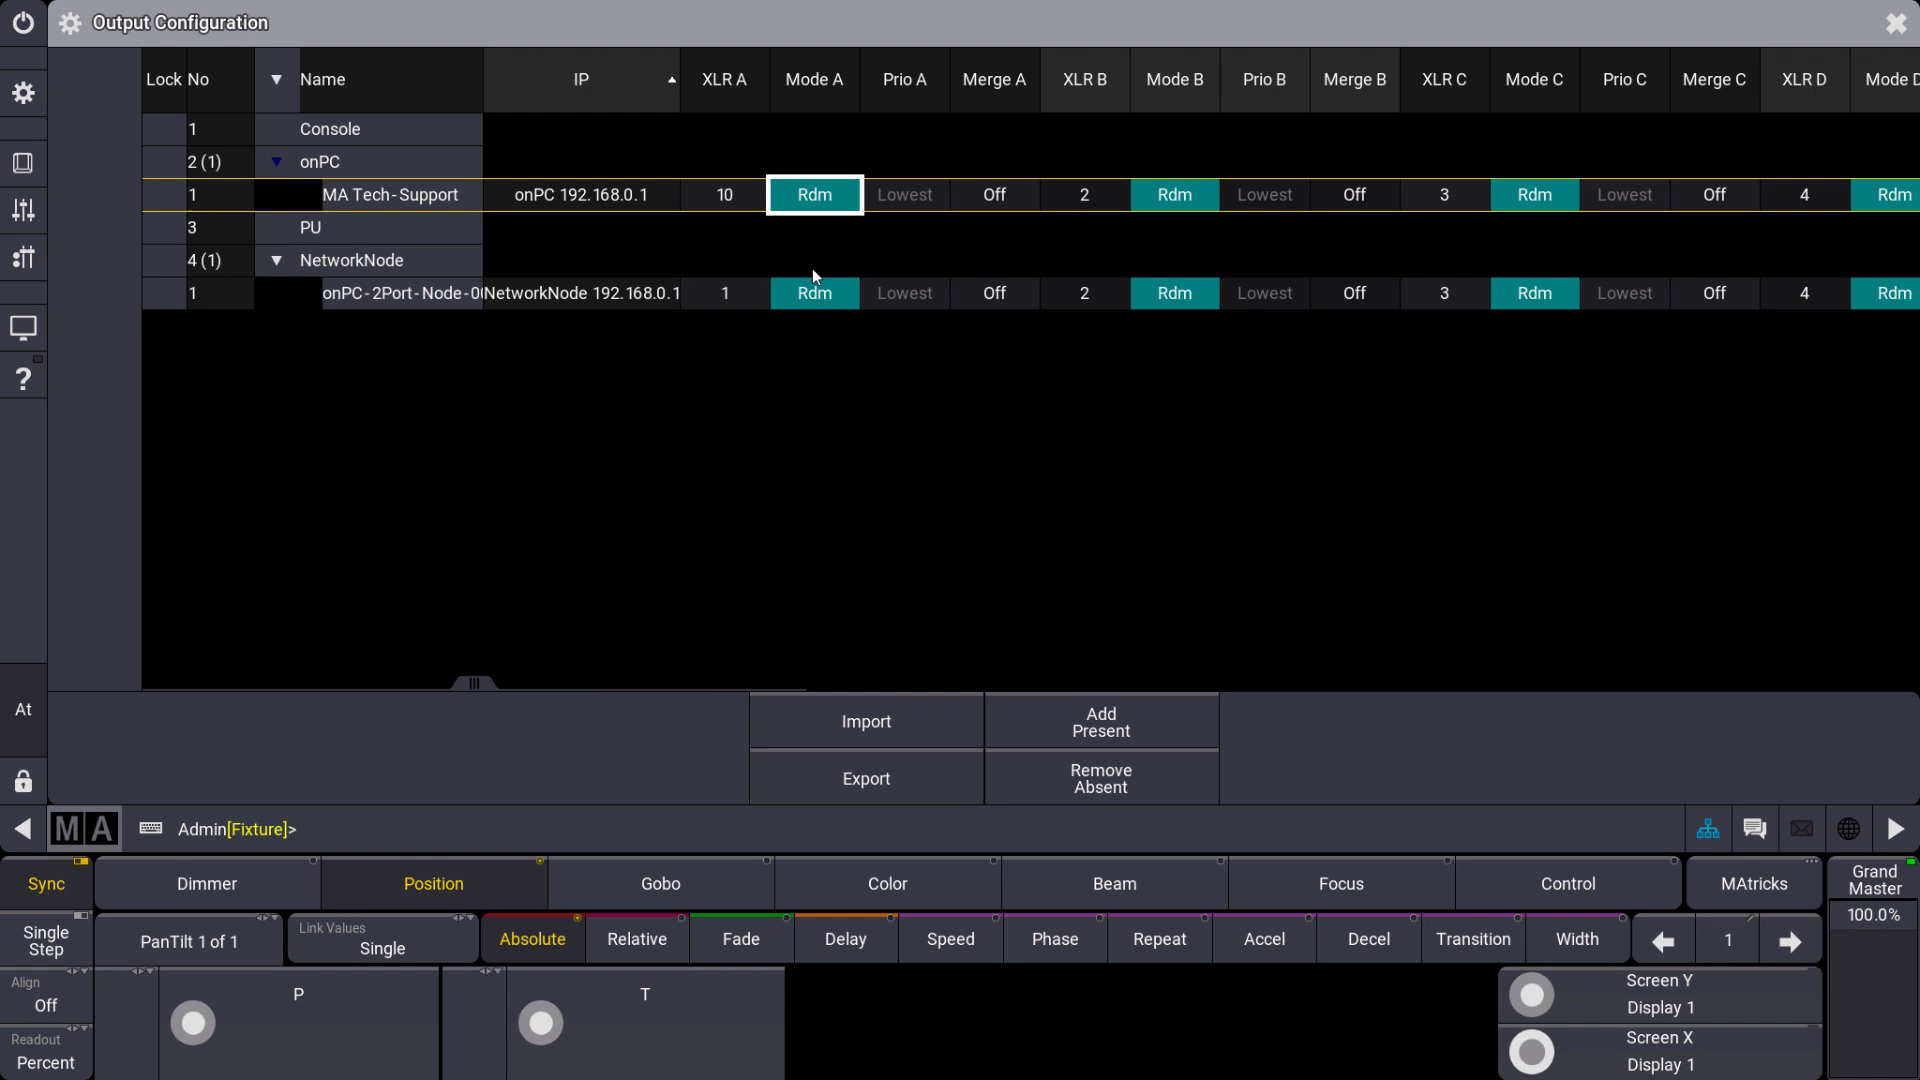 Output Configuration
Lock No Name IP XLR A Mode A Prio A Merge A XLR B Mode B Prio B Merge B XLR C Mode C Prio C Merge C XLR D Mode D
1 Console
2 (1) onPC
1 MA Tech-Support onPC 192.168.0.1 10 Rdm Lowest Off 2 Rdm Lowest Off 3 Rdm Lowest Off 4 Rdm
3 PU
4 (1) NetworkNode
1 onPC-2Port-Node-0 NetworkNode 192.168.0.1 1 Rdm Lowest Off 2 Rdm Lowest Off 3 Rdm Lowest Off 4 Rdm
?
At
Import
Add
Present
Export
Remove
Absent
MA Admin[Fixture]>
Sync Dimmer Position Gobo Color Beam Focus Control MAtricks
Grand
Master
100.0%
Single
Step
PanTilt 1 of 1
Link Values
Single
Absolute Relative Fade Delay Speed Phase Repeat Accel Decel Transition Width 1
Align
Off
P
T
Screen Y
Display 1
Readout
Percent
Screen X
Display 1